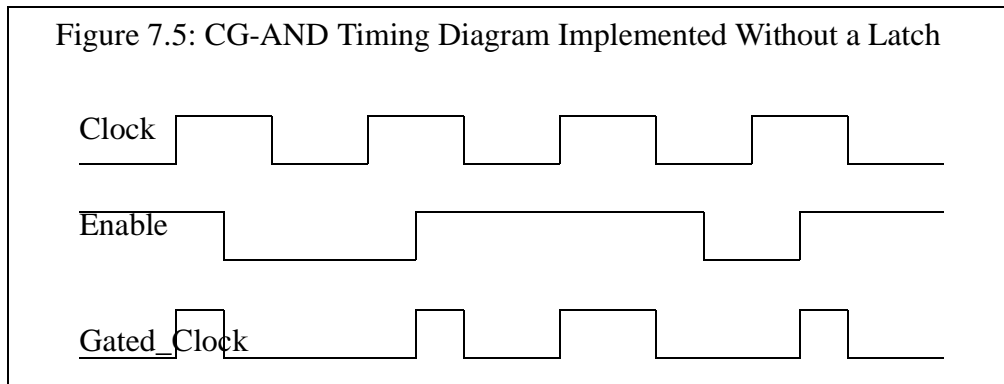 Figure 7.5: CG-AND Timing Diagram Implemented Without a Latch
Clock
Enable
Gated_Clock